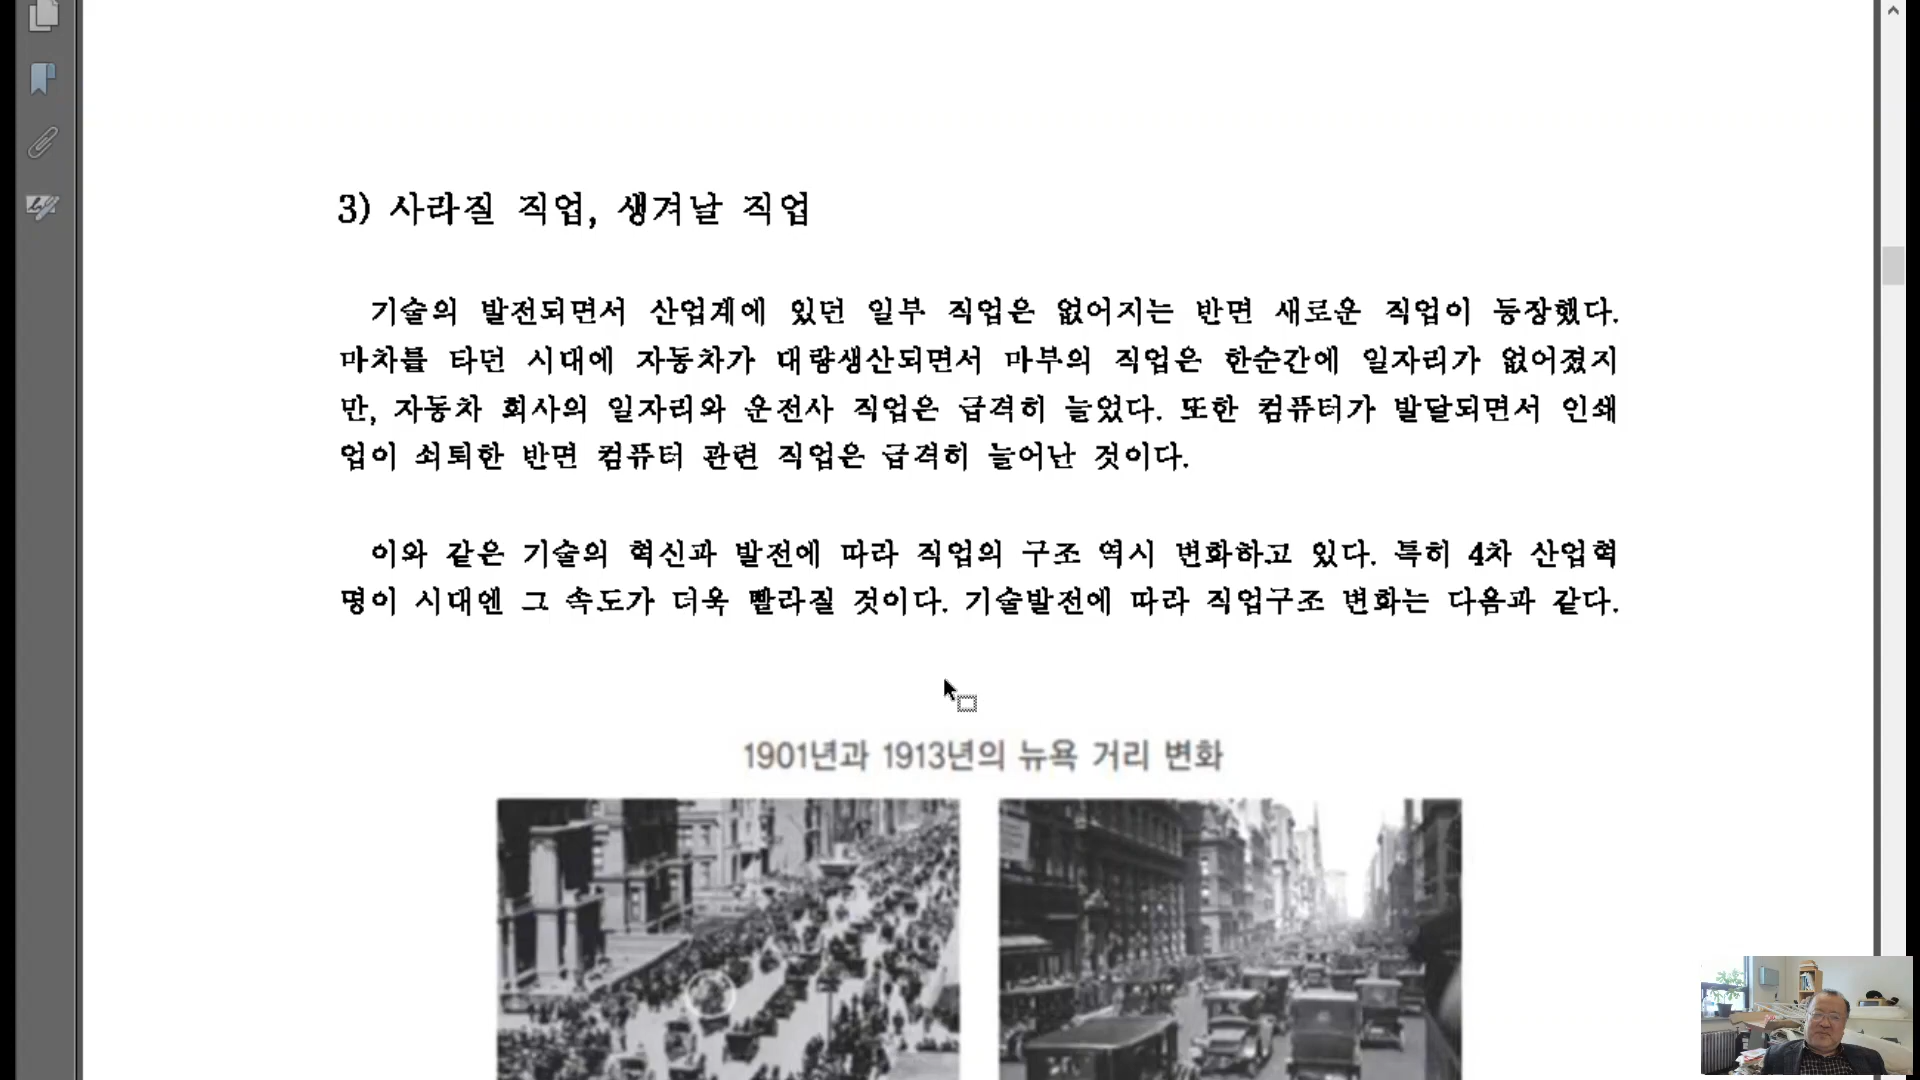 3) 사라질 직업, 생겨날 직업
기술의 발전되면서 산업계에 있던 일부 직업은 없어지는 반면 새로운 직업이 등장했다.
마차를 타던 시대에 자동차가 대량생산되면서 마부의 직업은 한순간에 일자리가 없어졌지
만, 자동차 회사의 일자리와 운전사 직업은 급격히 늘었다. 또한 컴퓨터가 발달되면서 인쇄
업이 쇠퇴한 반면 컴퓨터 관련 직업은 급격히 늘어난 것이다.
이와 같은 기술의 혁신과 발전에 따라 직업의 구조 역시 변화하고 있다. 특히 4차 산업혁
명이 시대엔 그 속도가 더욱 빨라질 것이다. 기술발전에 따라 직업구조 변화는 다음과 같다.
1901년과 1913년의 뉴욕 거리 변화